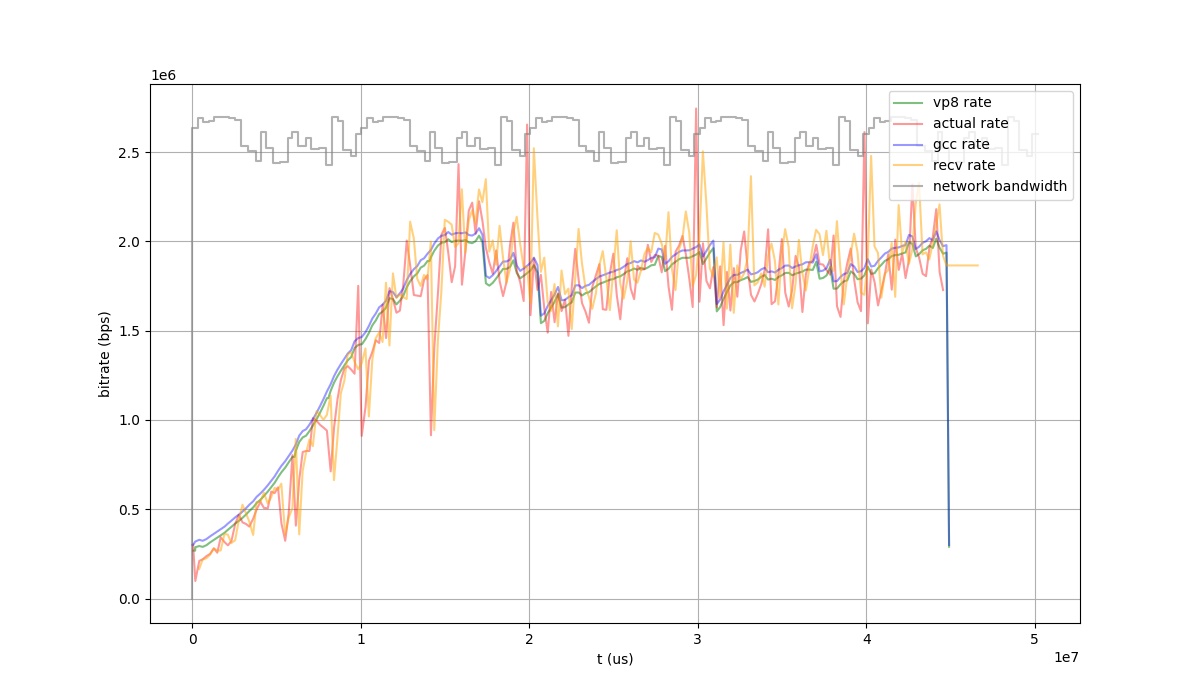 1e6
vp8 rate
actual rate
gcc rate
recv rate
network bandwidth
2.5
2.0
1.5
1.0
0.5
0.0
bitrate (bps)
0 1 2 3 4 5
t (us)
1e7